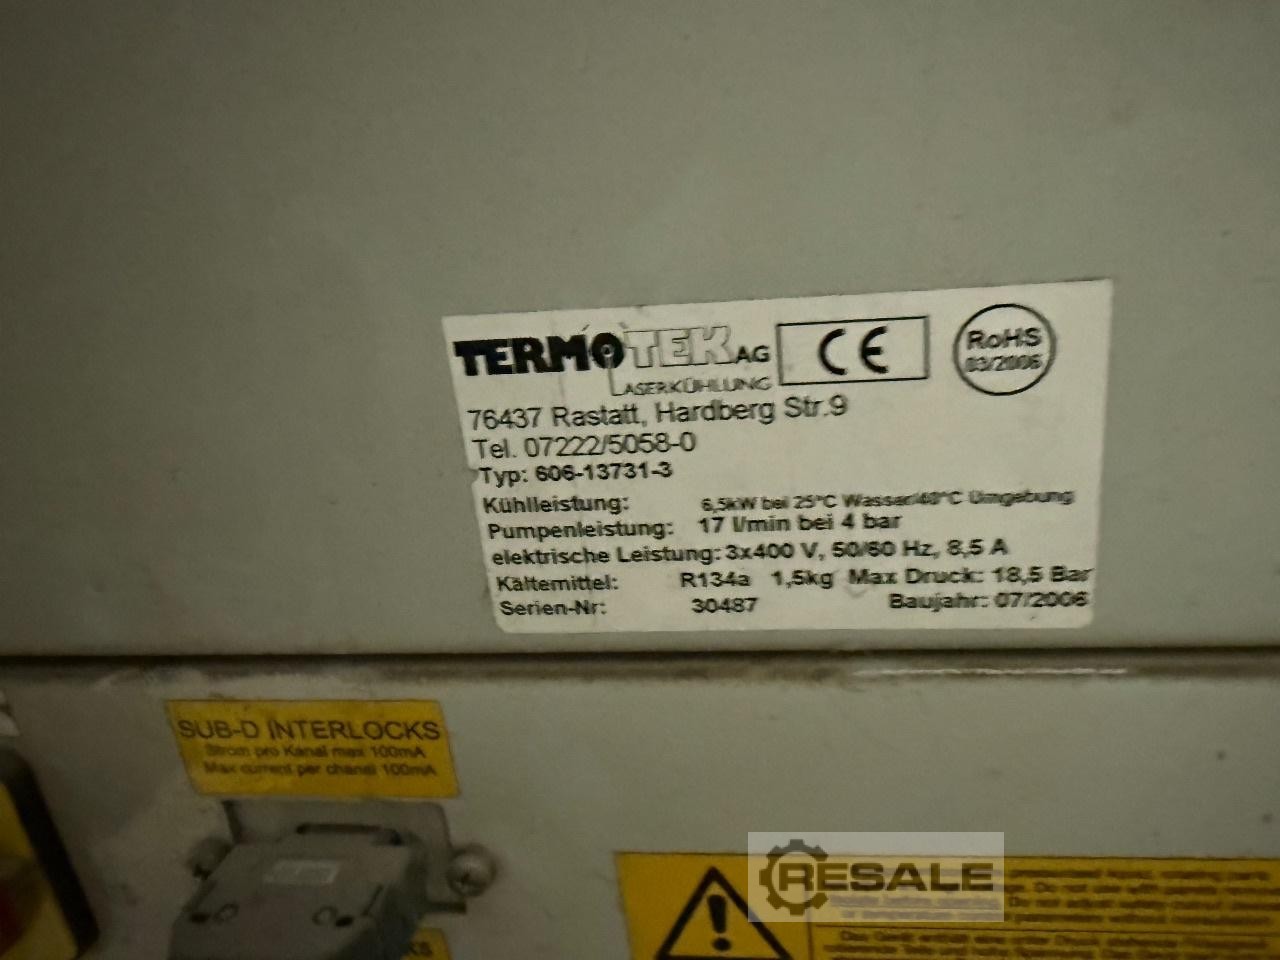 TERMOTEK AG
LASERKÜHLUNG
CE
RoHS
03/2006
76437 Rastatt, Hardberg Str.9
Tel. 07222/5058-0
Typ: 606-13731-3
Kühlleistung: 6,5kW bei 25°C Wasser/40°C Umgebung
Pumpenleistung: 17 l/min bei 4 bar
elektrische Leistung: 3x400 V, 50/60 Hz, 8,5 A
Kältemittel: R134a 1,5kg Max Druck: 18,5 Bar
Serien-Nr: 30487 Baujahr: 07/2006
SUB-D INTERLOCKS
Strom pro Kanal max 100mA
Max current per chanel 100mA
RESALE